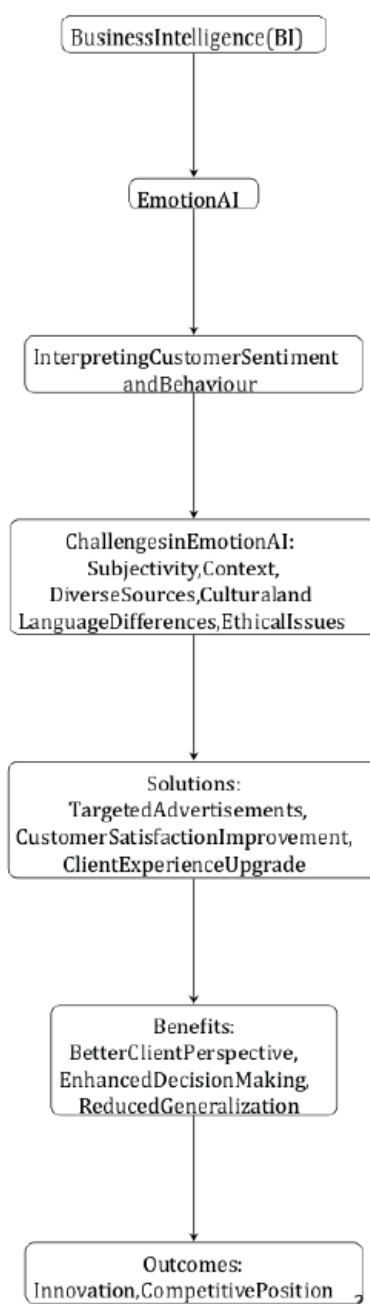 BusinessIntelligence(BI)
EmotionAI
InterpretingCustomerSentiment
andBehaviour
ChallengesinEmotionAI:
Subjectivity,Context,
DiverseSources,Culturaland
LanguageDifferences,EthicalIssues
Solutions:
TargetedAdvertisements,
CustomerSatisfactionImprovement,
ClientExperienceUpgrade
Benefits:
BetterClientPerspective,
EnhancedDecisionMaking,
ReducedGeneralization
Outcomes:
Innovation,CompetitivePosition